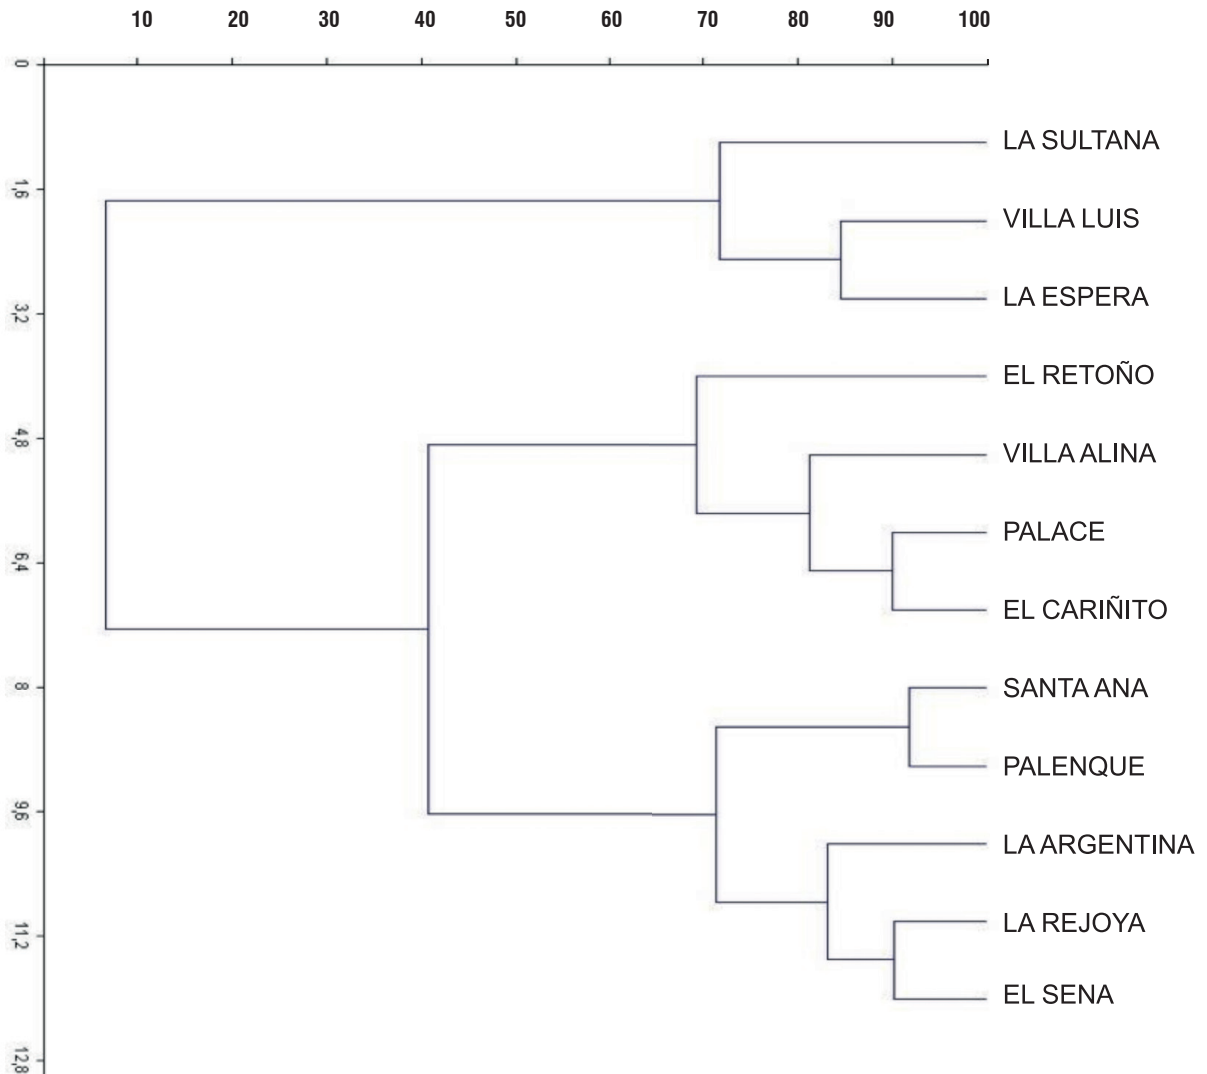 10 20 30 40 50 60 70 80 90 100
0
1,6
3,2
4,8
6,4
8
9,6
11,2
12,8
LA SULTANA
VILLA LUIS
LA ESPERA
EL RETOÑO
VILLA ALINA
PALACE
EL CARIÑITO
SANTA ANA
PALENQUE
LA ARGENTINA
LA REJOYA
EL SENA